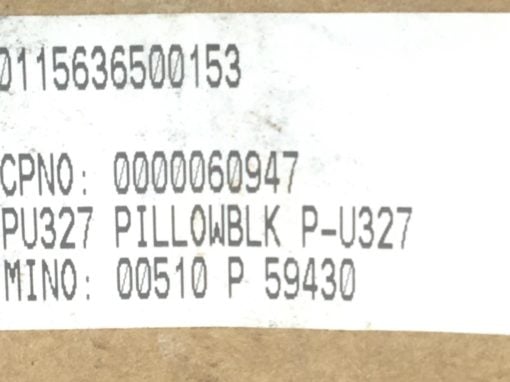 0115636500153
CPNO: 0000060947
PU327 PILLOWBLK P-U327
MINO: 00510 P 59430